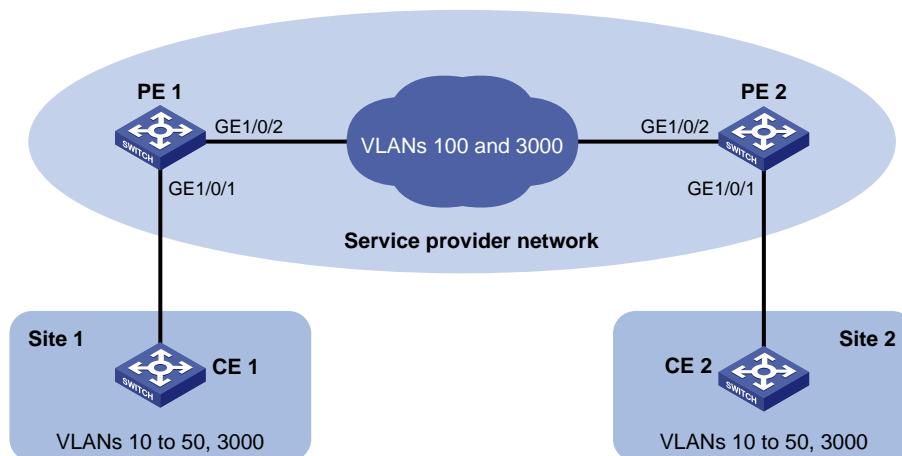 PE 1
PE 2
GE1/0/2
VLANs 100 and 3000
GE1/0/2
SWITCH
SWITCH
GE1/0/1
GE1/0/1
Service provider network
Site 1
CE 1
SWITCH
VLANs 10 to 50, 3000
Site 2
CE 2
SWITCH
VLANs 10 to 50, 3000